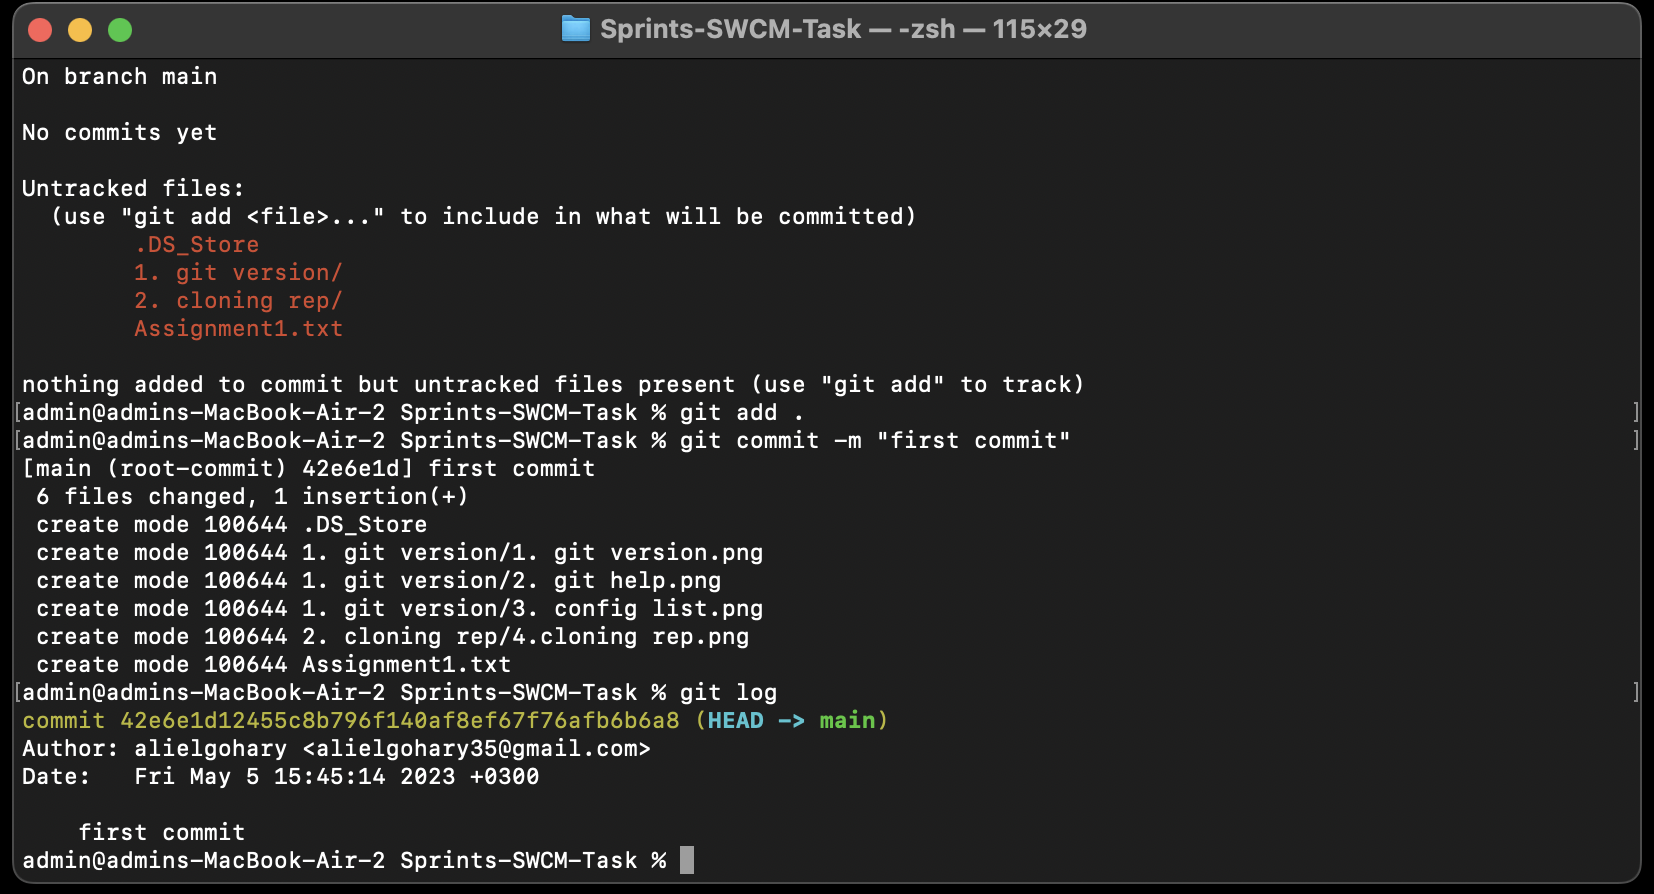 Sprints-SWCM-Task — -zsh — 115×29
On branch main
No commits yet
Untracked files:
  (use "git add <file>..." to include in what will be committed)
        .DS_Store
        1. git version/
        2. cloning rep/
        Assignment1.txt
nothing added to commit but untracked files present (use "git add" to track)
[admin@admins-MacBook-Air-2 Sprints-SWCM-Task % git add . ]
[admin@admins-MacBook-Air-2 Sprints-SWCM-Task % git commit -m "first commit" ]
[main (root-commit) 42e6e1d] first commit
 6 files changed, 1 insertion(+)
 create mode 100644 .DS_Store
 create mode 100644 1. git version/1. git version.png
 create mode 100644 1. git version/2. git help.png
 create mode 100644 1. git version/3. config list.png
 create mode 100644 2. cloning rep/4.cloning rep.png
 create mode 100644 Assignment1.txt
[admin@admins-MacBook-Air-2 Sprints-SWCM-Task % git log ]
commit 42e6e1d12455c8b796f140af8ef67f76afb6b6a8 (HEAD -> main)
Author: alielgohary <alielgohary35@gmail.com>
Date:   Fri May 5 15:45:14 2023 +0300
    first commit
admin@admins-MacBook-Air-2 Sprints-SWCM-Task %